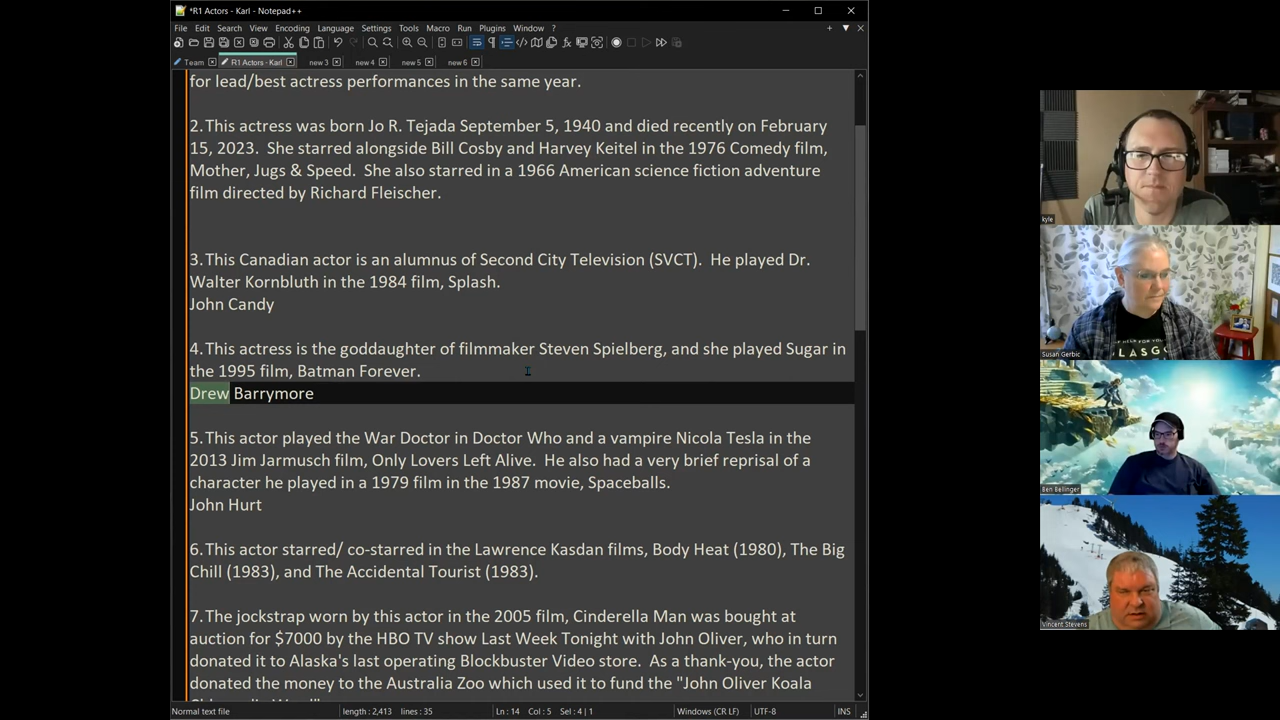 *R1 Actors - Karl - Notepad++
File Edit Search View Encoding Language Settings Tools Macro Run Plugins Window ?
Team R1 Actors - Karl new 3 new 4 new 5 new 6
for lead/best actress performances in the same year.
2.This actress was born Jo R. Tejada September 5, 1940 and died recently on February
15, 2023. She starred alongside Bill Cosby and Harvey Keitel in the 1976 Comedy film,
Mother, Jugs & Speed. She also starred in a 1966 American science fiction adventure
film directed by Richard Fleischer.
3.This Canadian actor is an alumnus of Second City Television (SVCT). He played Dr.
Walter Kornbluth in the 1984 film, Splash.
John Candy
4.This actress is the goddaughter of filmmaker Steven Spielberg, and she played Sugar in
the 1995 film, Batman Forever.
Drew Barrymore
5.This actor played the War Doctor in Doctor Who and a vampire Nicola Tesla in the
2013 Jim Jarmusch film, Only Lovers Left Alive. He also had a very brief reprisal of a
character he played in a 1979 film in the 1987 movie, Spaceballs.
John Hurt
6.This actor starred/ co-starred in the Lawrence Kasdan films, Body Heat (1980), The Big
Chill (1983), and The Accidental Tourist (1983).
7.The jockstrap worn by this actor in the 2005 film, Cinderella Man was bought at
auction for $7000 by the HBO TV show Last Week Tonight with John Oliver, who in turn
donated it to Alaska's last operating Blockbuster Video store. As a thank-you, the actor
donated the money to the Australia Zoo which used it to fund the "John Oliver Koala
Normal text file length : 2,413 lines : 35 Ln : 14 Col : 5 Sel : 4 | 1 Windows (CR LF) UTF-8 INS
kyle
Susan Gerbic
GLASGO
Ben Bellinger
Vincent Stevens